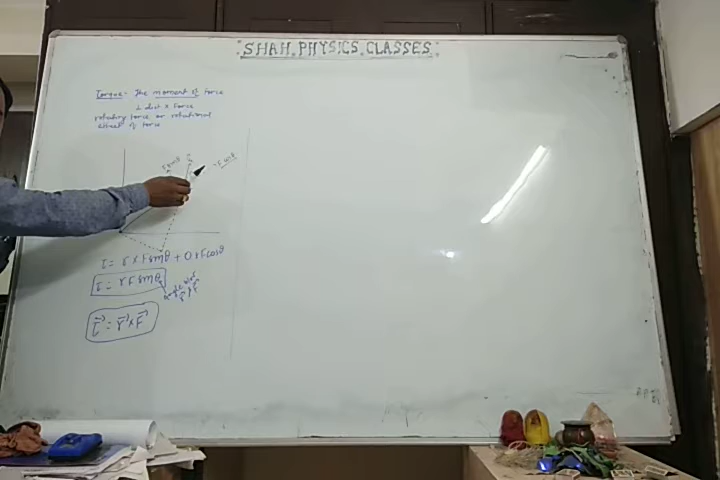 SHAH PHYSICS CLASSES
Torque - The moment of force
⊥ dist × Force
rotatory force or rotational
effect of force
F sinθ
F cosθ
τ = r × F sinθ + 0 × F cosθ
τ = r F sinθ
τ⃗ = r⃗ × F⃗